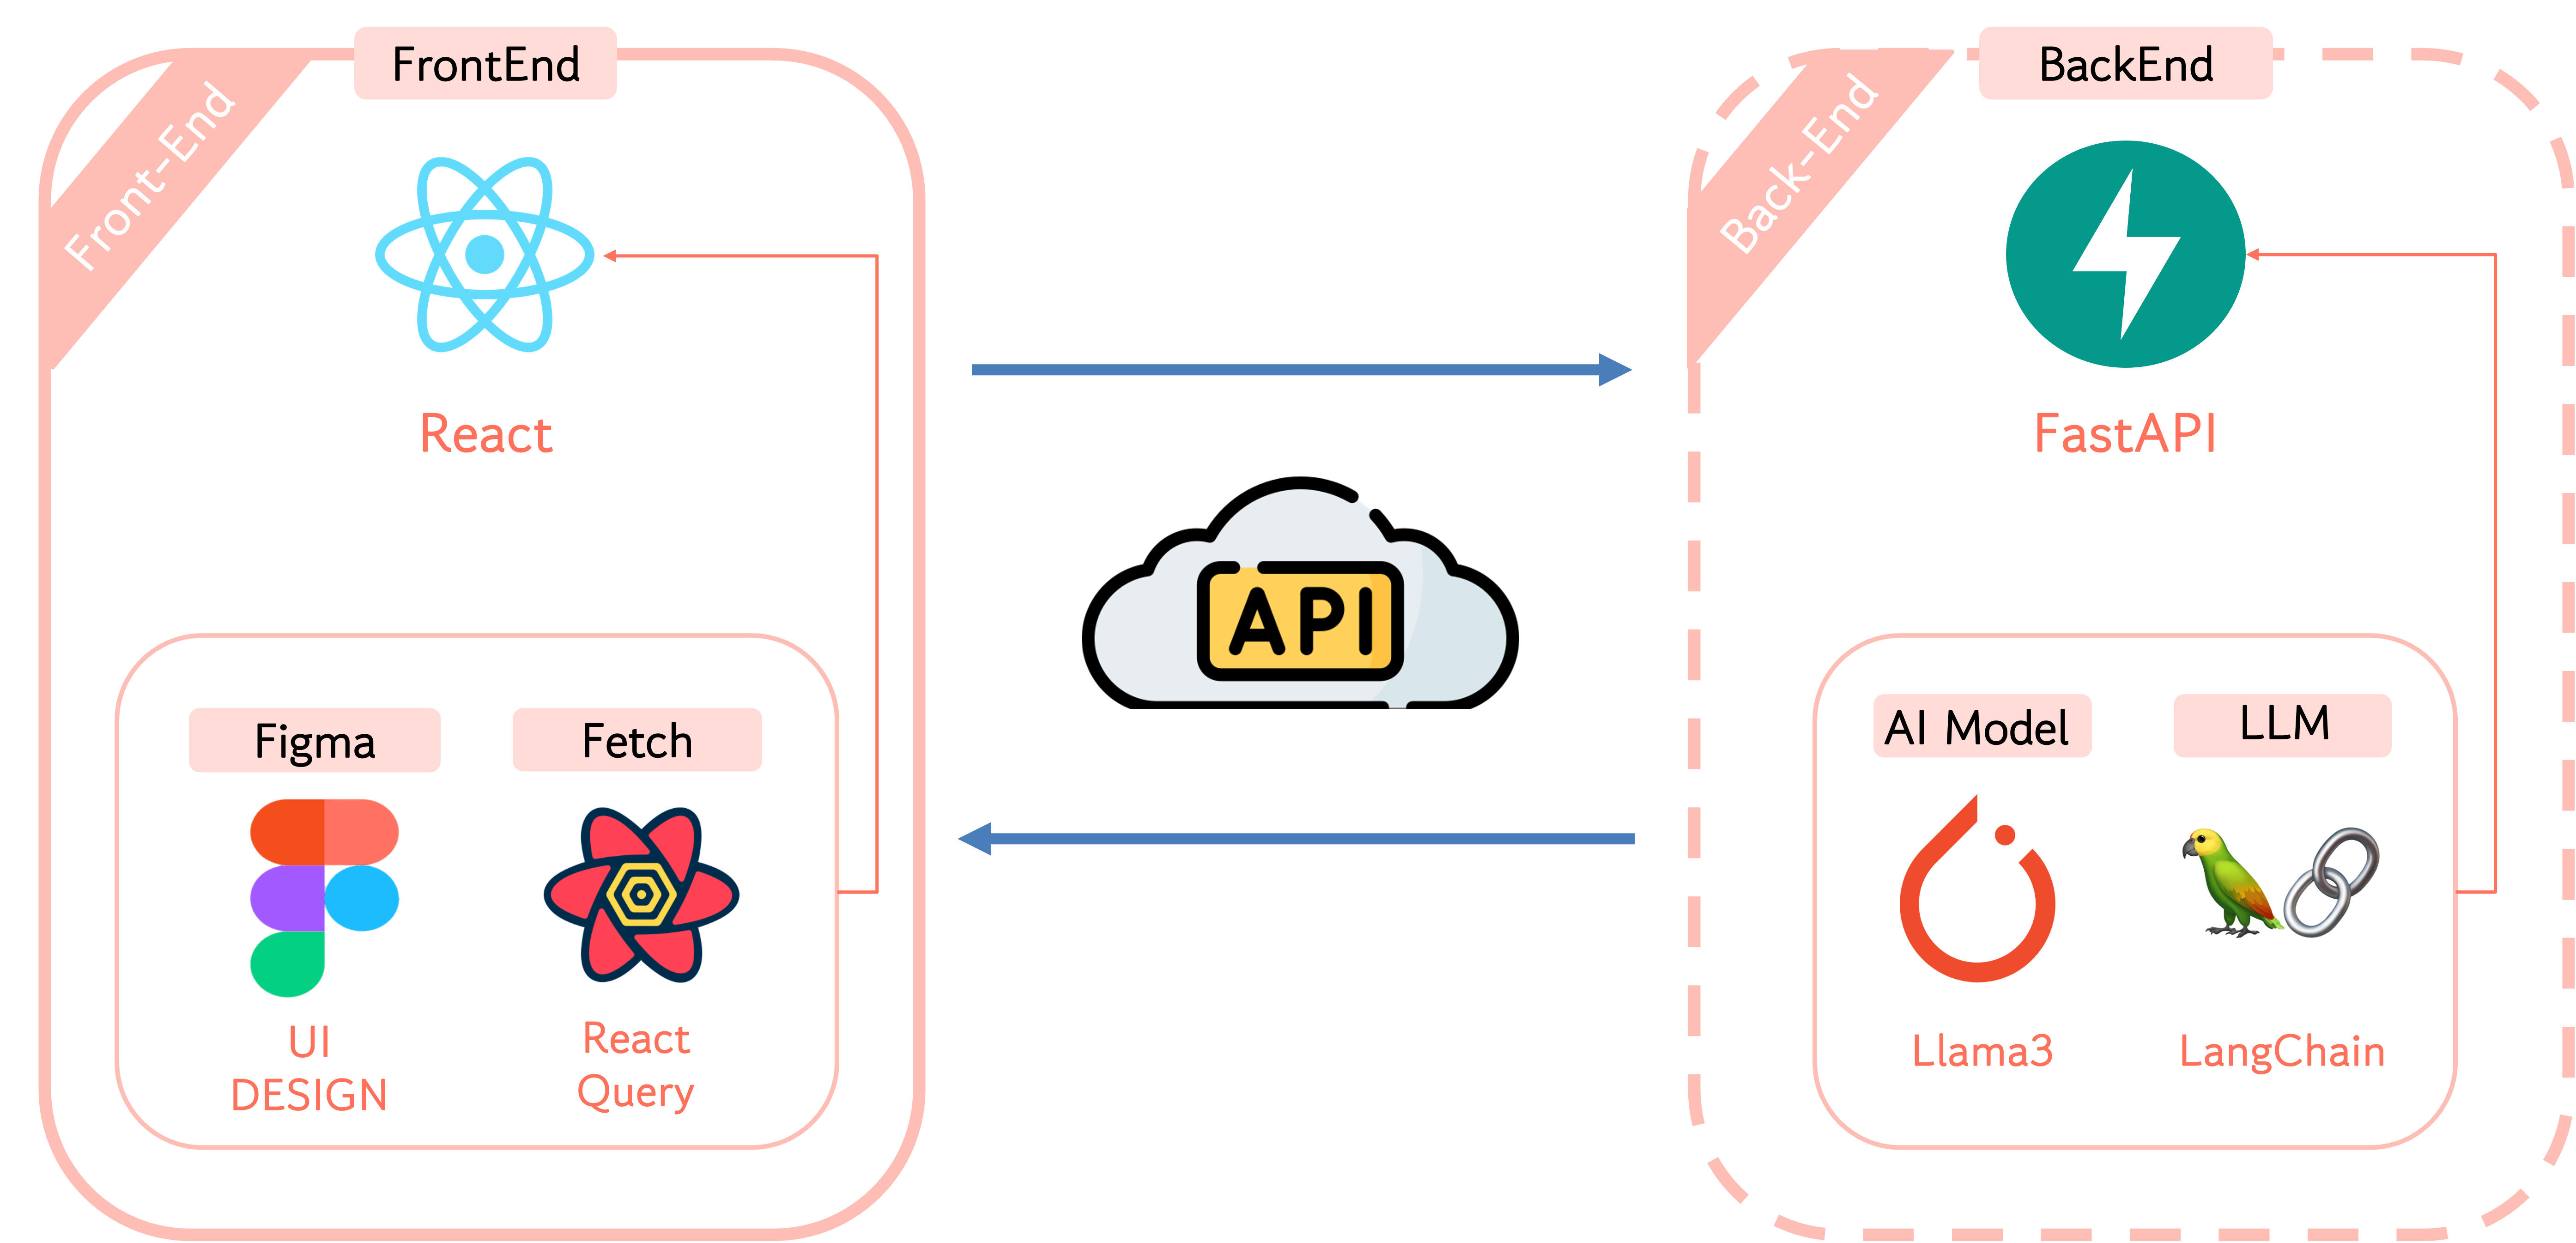 FrontEnd
Front-End
React
Figma
Fetch
UI
DESIGN
React
Query
API
BackEnd
Back-End
FastAPI
AI Model
LLM
Llama3
LangChain